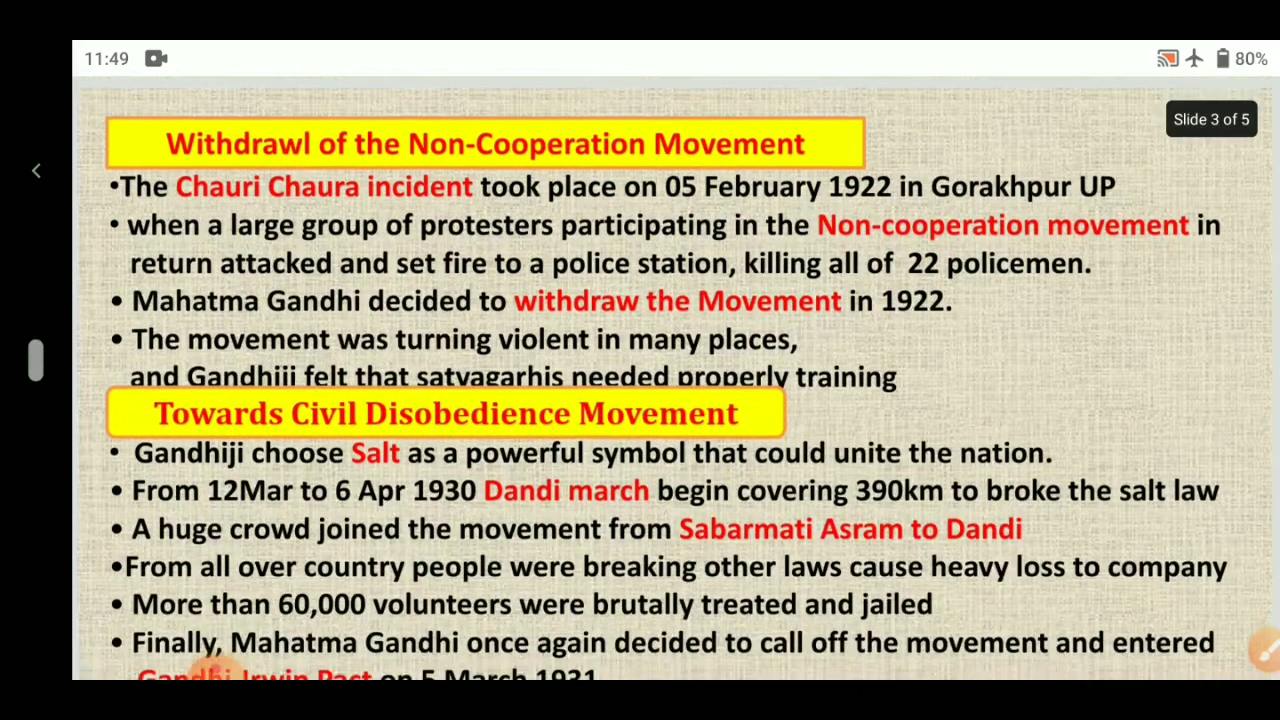 11:49
80%
Slide 3 of 5
Withdrawl of the Non-Cooperation Movement
•The Chauri Chaura incident took place on 05 February 1922 in Gorakhpur UP
• when a large group of protesters participating in the Non-cooperation movement in
return attacked and set fire to a police station, killing all of 22 policemen.
• Mahatma Gandhi decided to withdraw the Movement in 1922.
• The movement was turning violent in many places,
and Gandhiji felt that satyagarhis needed properly training
Towards Civil Disobedience Movement
• Gandhiji choose Salt as a powerful symbol that could unite the nation.
• From 12Mar to 6 Apr 1930 Dandi march begin covering 390km to broke the salt law
• A huge crowd joined the movement from Sabarmati Asram to Dandi
•From all over country people were breaking other laws cause heavy loss to company
• More than 60,000 volunteers were brutally treated and jailed
• Finally, Mahatma Gandhi once again decided to call off the movement and entered
Gandhi-Irwin Pact on 5 March 1931